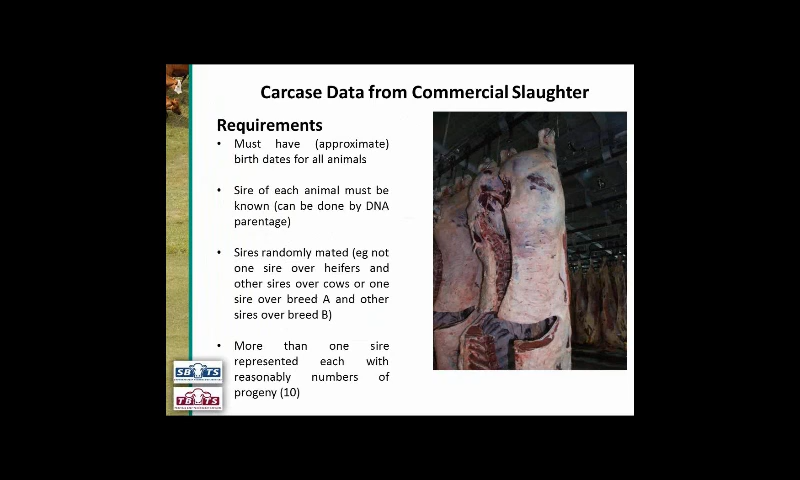 Carcase Data from Commercial Slaughter
Requirements
• Must have (approximate)
birth dates for all animals
• Sire of each animal must be
known (can be done by DNA
parentage)
• Sires randomly mated (eg not
one sire over heifers and
other sires over cows or one
sire over breed A and other
sires over breed B)
• More than one sire
represented each with
reasonably numbers of
progeny (10)
SBTS
TBTS